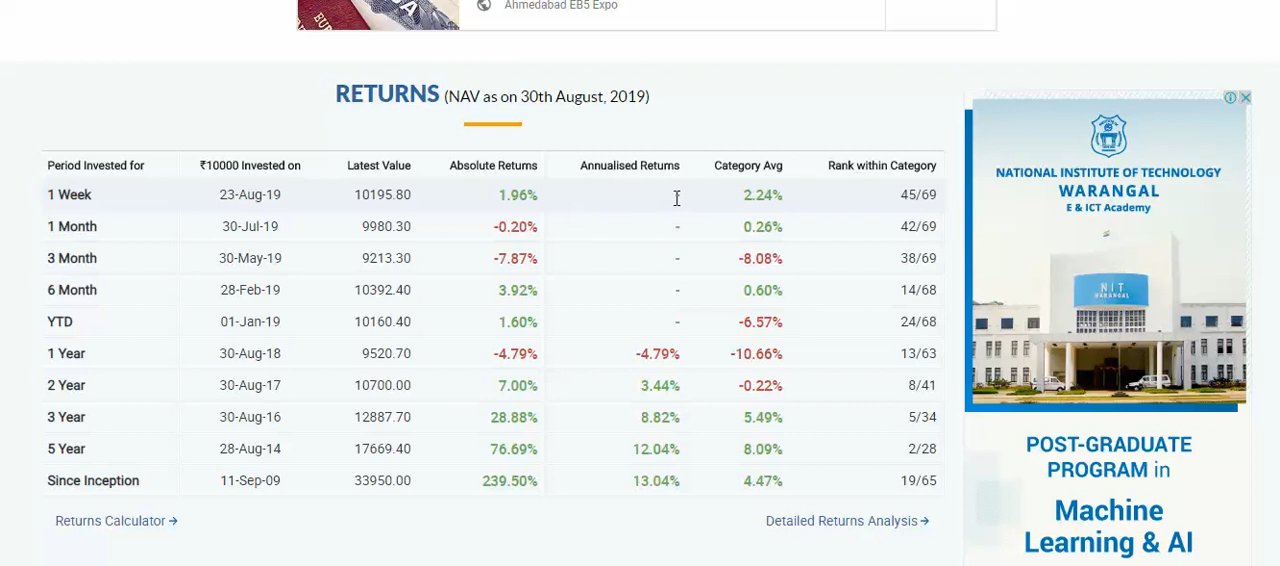 Ahmedabad EB5 Expo
RETURNS (NAV as on 30th August, 2019)
Period Invested for ₹10000 Invested on Latest Value Absolute Returns Annualised Returns Category Avg Rank within Category
1 Week 23-Aug-19 10195.80 1.96% 2.24% 45/69
1 Month 30-Jul-19 9980.30 -0.20% - 0.26% 42/69
3 Month 30-May-19 9213.30 -7.87% - -8.08% 38/69
6 Month 28-Feb-19 10392.40 3.92% - 0.60% 14/68
YTD 01-Jan-19 10160.40 1.60% - -6.57% 24/68
1 Year 30-Aug-18 9520.70 -4.79% -4.79% -10.66% 13/63
2 Year 30-Aug-17 10700.00 7.00% 3.44% -0.22% 8/41
3 Year 30-Aug-16 12887.70 28.88% 8.82% 5.49% 5/34
5 Year 28-Aug-14 17669.40 76.69% 12.04% 8.09% 2/28
Since Inception 11-Sep-09 33950.00 239.50% 13.04% 4.47% 19/65
Returns Calculator →
Detailed Returns Analysis →
NATIONAL INSTITUTE OF TECHNOLOGY
WARANGAL
E & ICT Academy
NIT
WARANGAL
POST-GRADUATE
PROGRAM in
Machine
Learning & AI